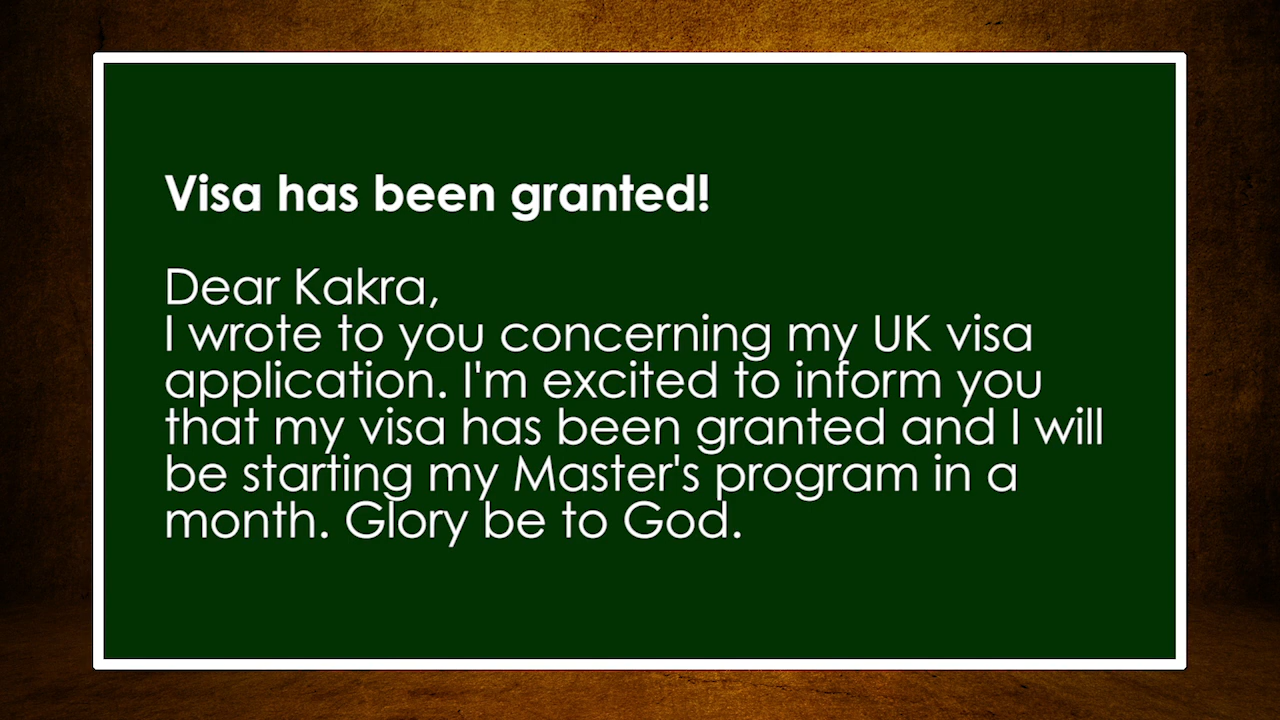 Visa has been granted!
Dear Kakra,
I wrote to you concerning my UK visa
application. I'm excited to inform you
that my visa has been granted and I will
be starting my Master's program in a
month. Glory be to God.